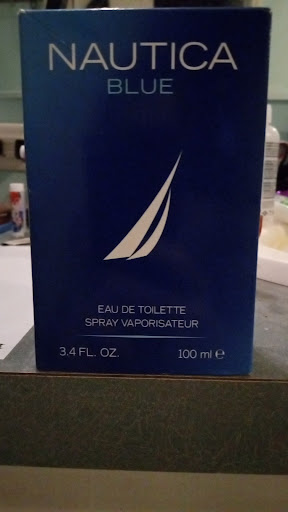 NAUTICA
BLUE
EAU DE TOILETTE
SPRAY VAPORISATEUR
3.4 FL. OZ. 100 ml ℮